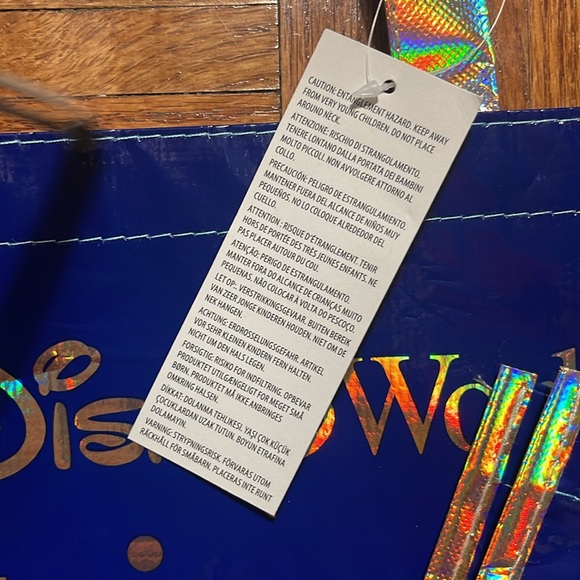 CAUTION: ENTANGLEMENT HAZARD. KEEP AWAY
FROM VERY YOUNG CHILDREN. DO NOT PLACE
AROUND NECK.
ATTENZIONE: RISCHIO DI STRANGOLAMENTO.
TENERE LONTANO DALLA PORTATA DEI BAMBINI
MOLTO PICCOLI. NON AVVOLGERE ATTORNO AL
COLLO.
PRECAUCIÓN: PELIGRO DE ESTRANGULAMIENTO.
MANTENER FUERA DEL ALCANCE DE NIÑOS MUY
PEQUEÑOS. NO LO COLOQUE ALREDEDOR DEL
CUELLO.
ATTENTION : RISQUE D'ÉTRANGLEMENT. TENIR
HORS DE PORTÉE DES TRÈS JEUNES ENFANTS. NE
PAS PLACER AUTOUR DU COU.
ATENÇÃO: PERIGO DE ESTRANGULAMENTO.
MANTER FORA DO ALCANCE DE CRIANÇAS MUITO
PEQUENAS. NÃO COLOCAR À VOLTA DO PESCOÇO.
LET OP:. VERSTRIKKINGSGEVAAR. BUITEN BEREIK
VAN ZEER JONGE KINDEREN HOUDEN. NIET OM DE
NEK HANGEN.
ACHTUNG: ERDROSSELUNGSGEFAHR. ARTIKEL
VOR SEHR KLEINEN KINDERN FERN HALTEN.
NICHT UM DEN HALS LEGEN.
FORSIGTIG: RISIKO FOR INDFILTRING. OPBEVAR
PRODUKTET UTILGÆNGELIGT FOR MEGET SMÅ
BØRN. PRODUKTET MÅ IKKE ANBRINGES
OMKRING HALSEN.
DİKKAT: DOLANMA TEHLİKESİ. YAŞI ÇOK KÜÇÜK
ÇOCUKLARDAN UZAK TUTUN. BOYUN ETRAFINA
DOLAMAYIN.
VARNING: STRYPNINGSRISK. FÖRVARAS UTOM
RÄCKHÅLL FÖR SMÅBARN. PLACERAS INTE RUNT
Disn Wo